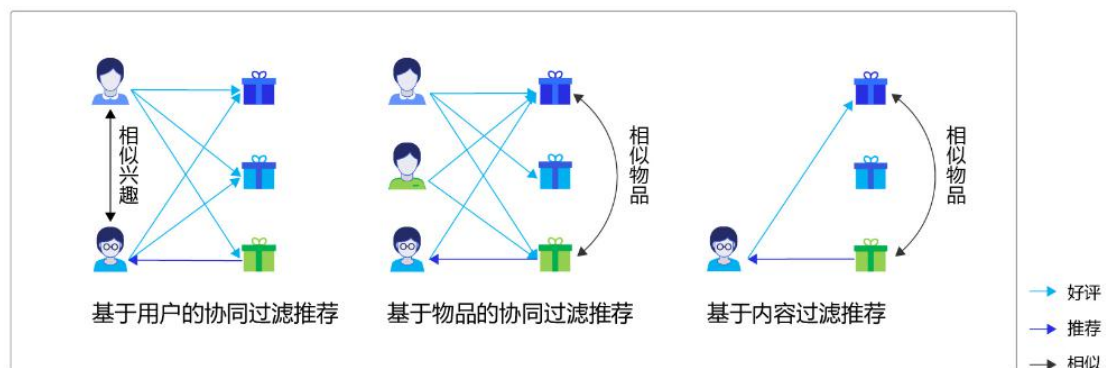 相似兴趣
相似物品
相似物品
基于用户的协同过滤推荐
基于物品的协同过滤推荐
基于内容过滤推荐
好评
推荐
相似